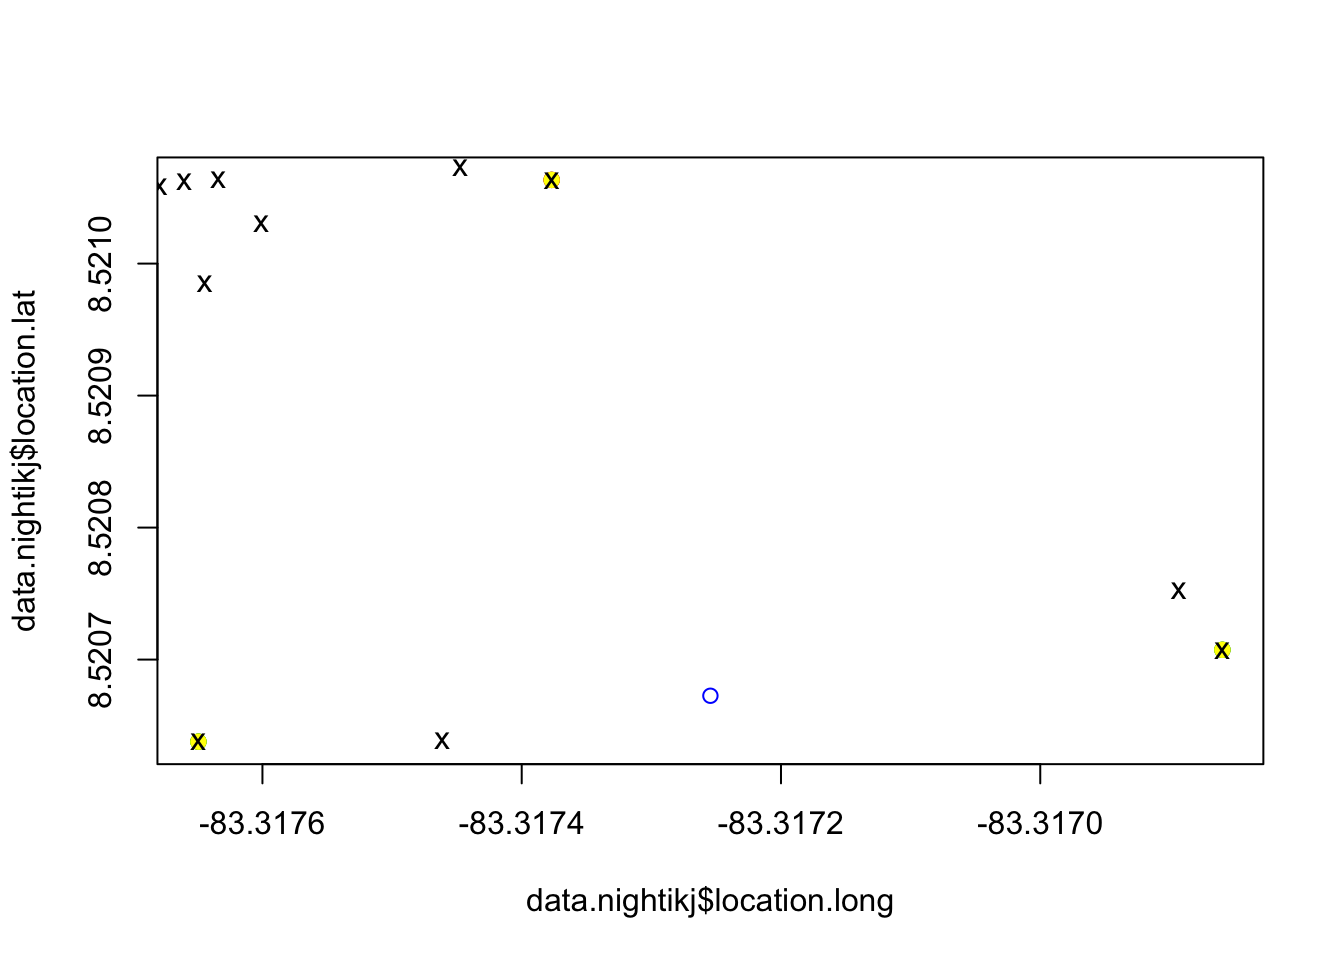 data.nightikj$location.lat
8.5210
8.5209
8.5208
8.5207
x x x x x
x
x
x
x
x x
-83.3176 -83.3174 -83.3172 -83.3170
data.nightikj$location.long